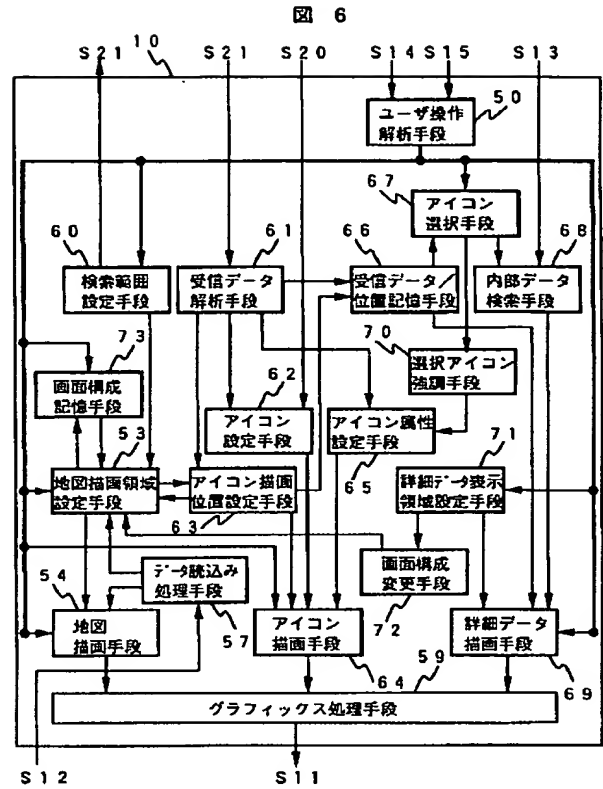 図 6
10
S21 S21 S20 S14 S15 S13
50
ユーザ操作
解析手段
67
アイコン
選択手段
60
検索範囲
設定手段
61
受信データ
解析手段
66
受信データ/
位置記憶手段
68
内部データ
検索手段
73
画面構成
記憶手段
70
選択アイコン
強調手段
62
アイコン
設定手段
アイコン属性
設定手段
65
53
地図描画領域
設定手段
アイコン描画
位置設定手段
63
71
詳細データ表示
領域設定手段
データ読込み
処理手段
57
画面構成
変更手段
72
54
地図
描画手段
アイコン
描画手段
64
詳細データ
描画手段
69
59
グラフィックス処理手段
S12 S11